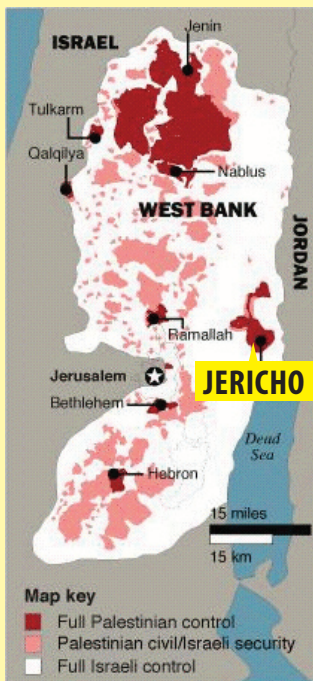 ISRAEL
Jenin
Tulkarm
Qalqilya
Nablus
WEST BANK
JORDAN
Ramallah
JERICHO
Jerusalem
Bethlehem
Dead
Sea
Hebron
15 miles
15 km
Map key
Full Palestinian control
Palestinian civil/Israeli security
Full Israeli control